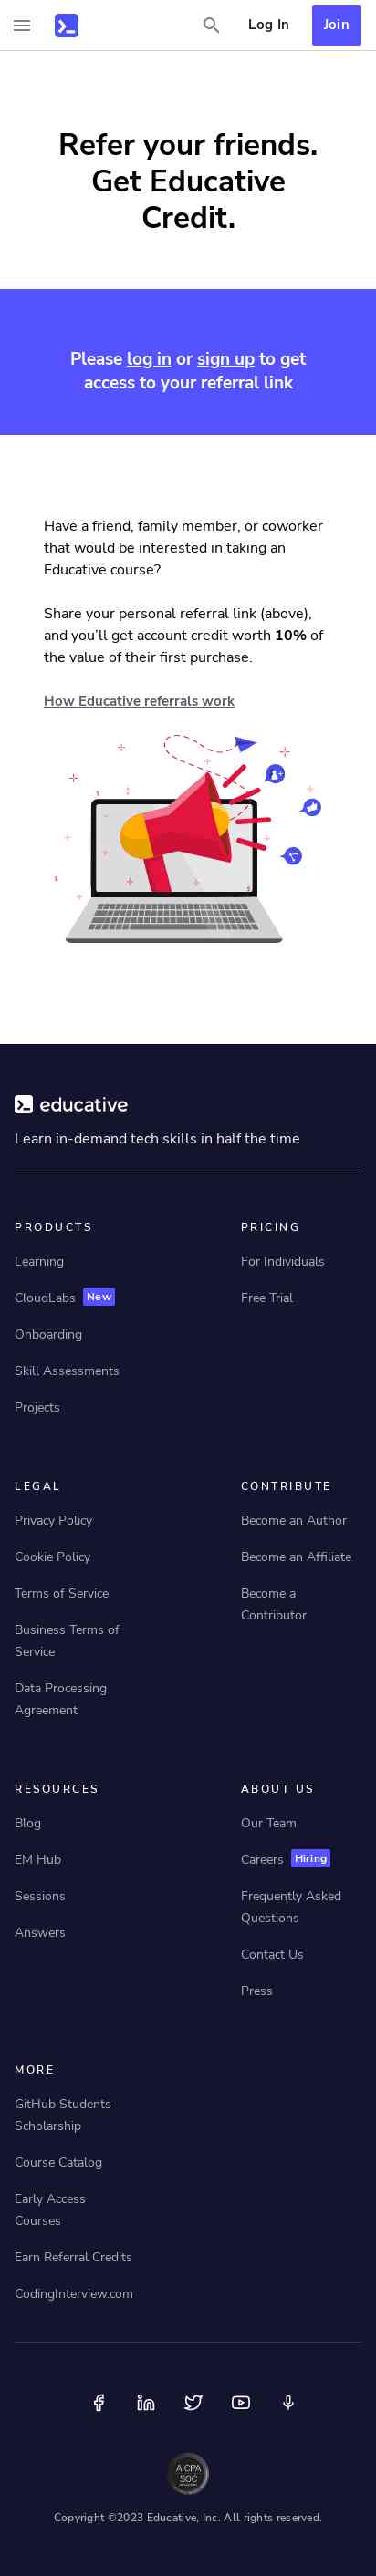 Log In
Join
Refer your friends.
Get Educative
Credit.
Please log in or sign up to get
access to your referral link
Have a friend, family member, or coworker
that would be interested in taking an
Educative course?
Share your personal referral link (above),
and you’ll get account credit worth 10% of
the value of their first purchase.
How Educative referrals work
educative
Learn in-demand tech skills in half the time
PRODUCTS
Learning
CloudLabs New
Onboarding
Skill Assessments
Projects
PRICING
For Individuals
Free Trial
LEGAL
Privacy Policy
Cookie Policy
Terms of Service
Business Terms of
Service
Data Processing
Agreement
CONTRIBUTE
Become an Author
Become an Affiliate
Become a
Contributor
RESOURCES
Blog
EM Hub
Sessions
Answers
ABOUT US
Our Team
Careers Hiring
Frequently Asked
Questions
Contact Us
Press
MORE
GitHub Students
Scholarship
Course Catalog
Early Access
Courses
Earn Referral Credits
CodingInterview.com
AICPA
SOC
Copyright ©2023 Educative, Inc. All rights reserved.